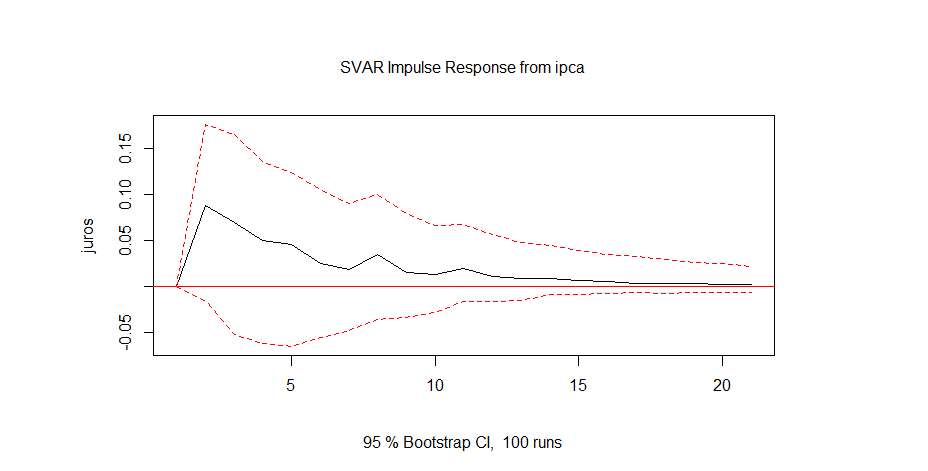 SVAR Impulse Response from ipca
juros
0.15
0.10
0.05
-0.05
5 10 15 20
95 % Bootstrap CI, 100 runs